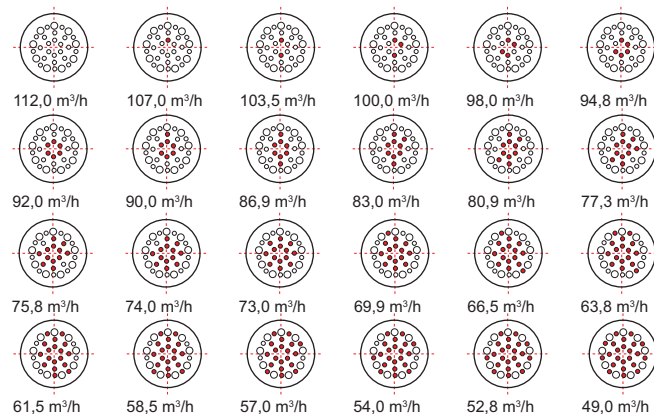 112,0 m³/h 107,0 m³/h 103,5 m³/h 100,0 m³/h 98,0 m³/h 94,8 m³/h
92,0 m³/h 90,0 m³/h 86,9 m³/h 83,0 m³/h 80,9 m³/h 77,3 m³/h
75,8 m³/h 74,0 m³/h 73,0 m³/h 69,9 m³/h 66,5 m³/h 63,8 m³/h
61,5 m³/h 58,5 m³/h 57,0 m³/h 54,0 m³/h 52,8 m³/h 49,0 m³/h